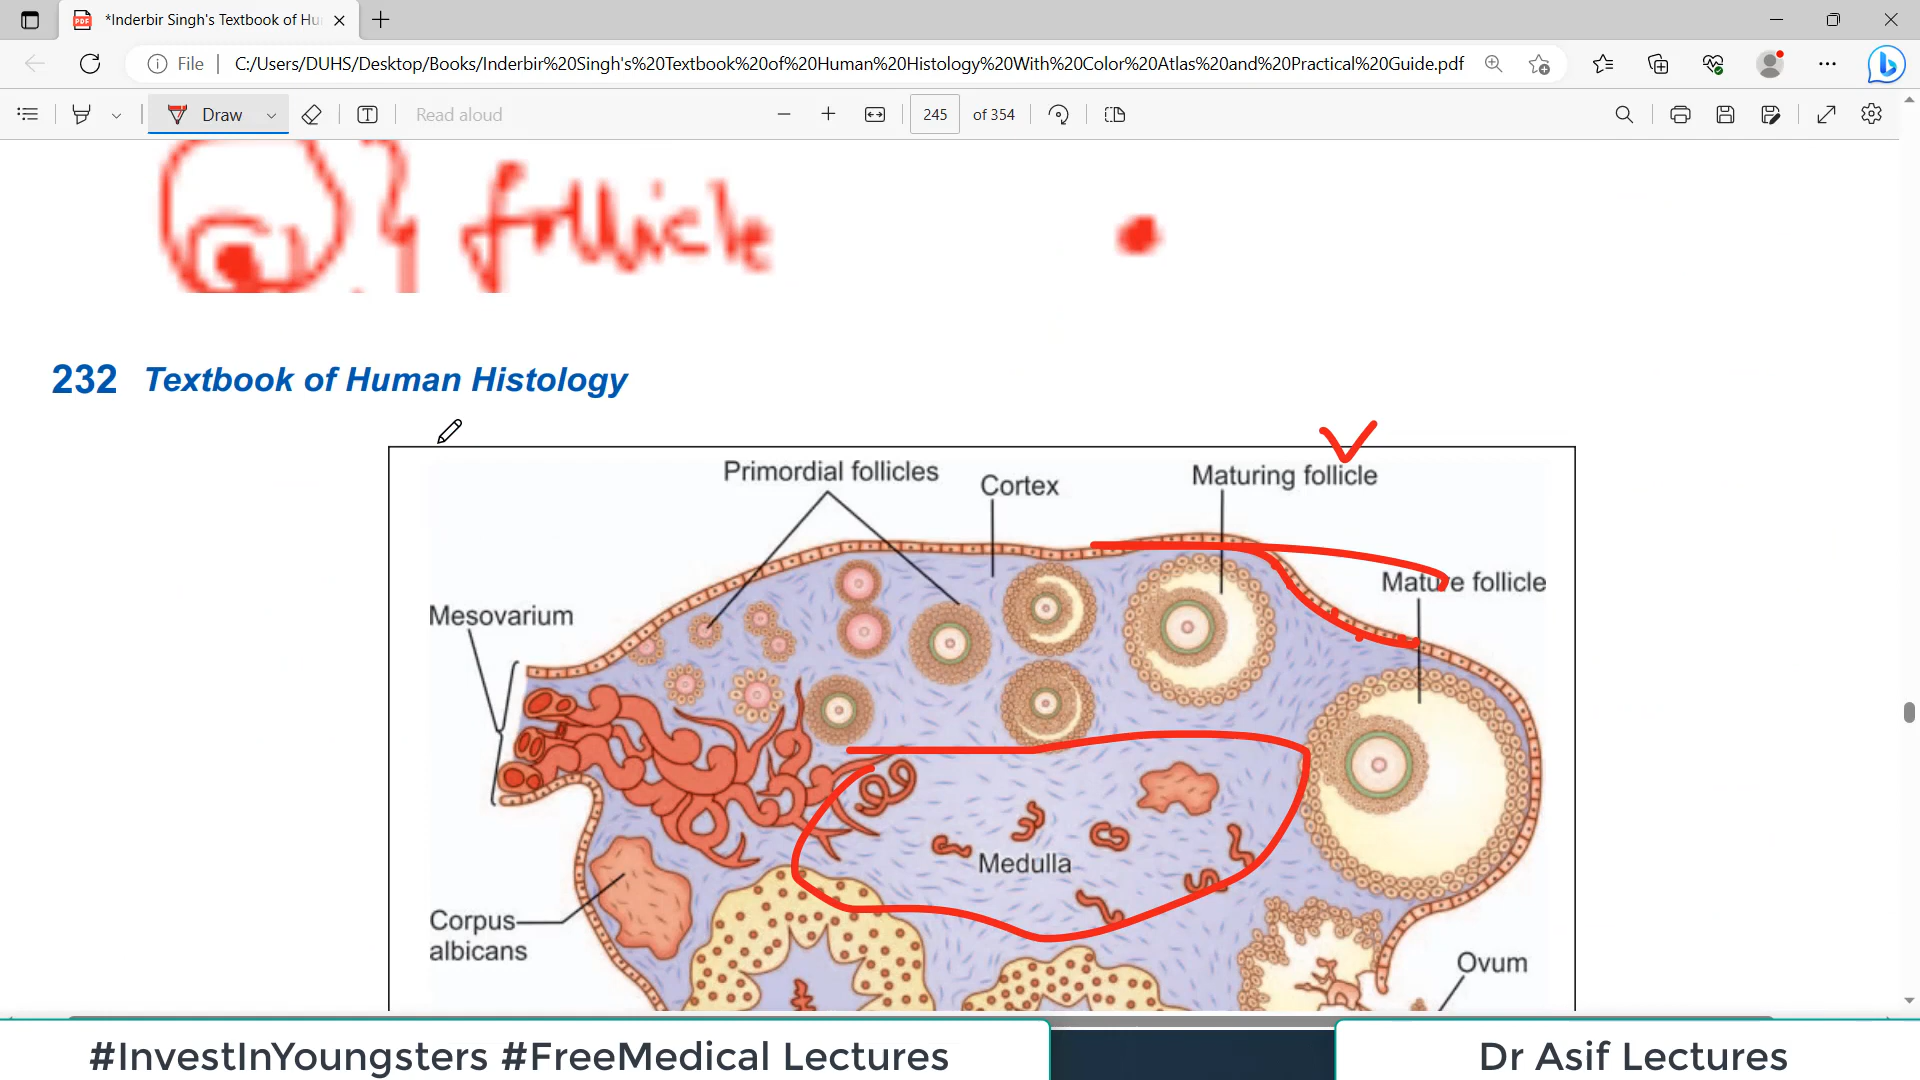 *Inderbir Singh's Textbook of Hu
File
C:/Users/DUHS/Desktop/Books/Inderbir%20Singh's%20Textbook%20of%20Human%20Histology%20With%20Color%20Atlas%20and%20Practical%20Guide.pdf
Draw
Read aloud
245 of 354
follicle
232 Textbook of Human Histology
Primordial follicles
Cortex
Maturing follicle
Mature follicle
Mesovarium
Medulla
Corpus
albicans
Ovum
#InvestInYoungsters #FreeMedical Lectures
Dr Asif Lectures